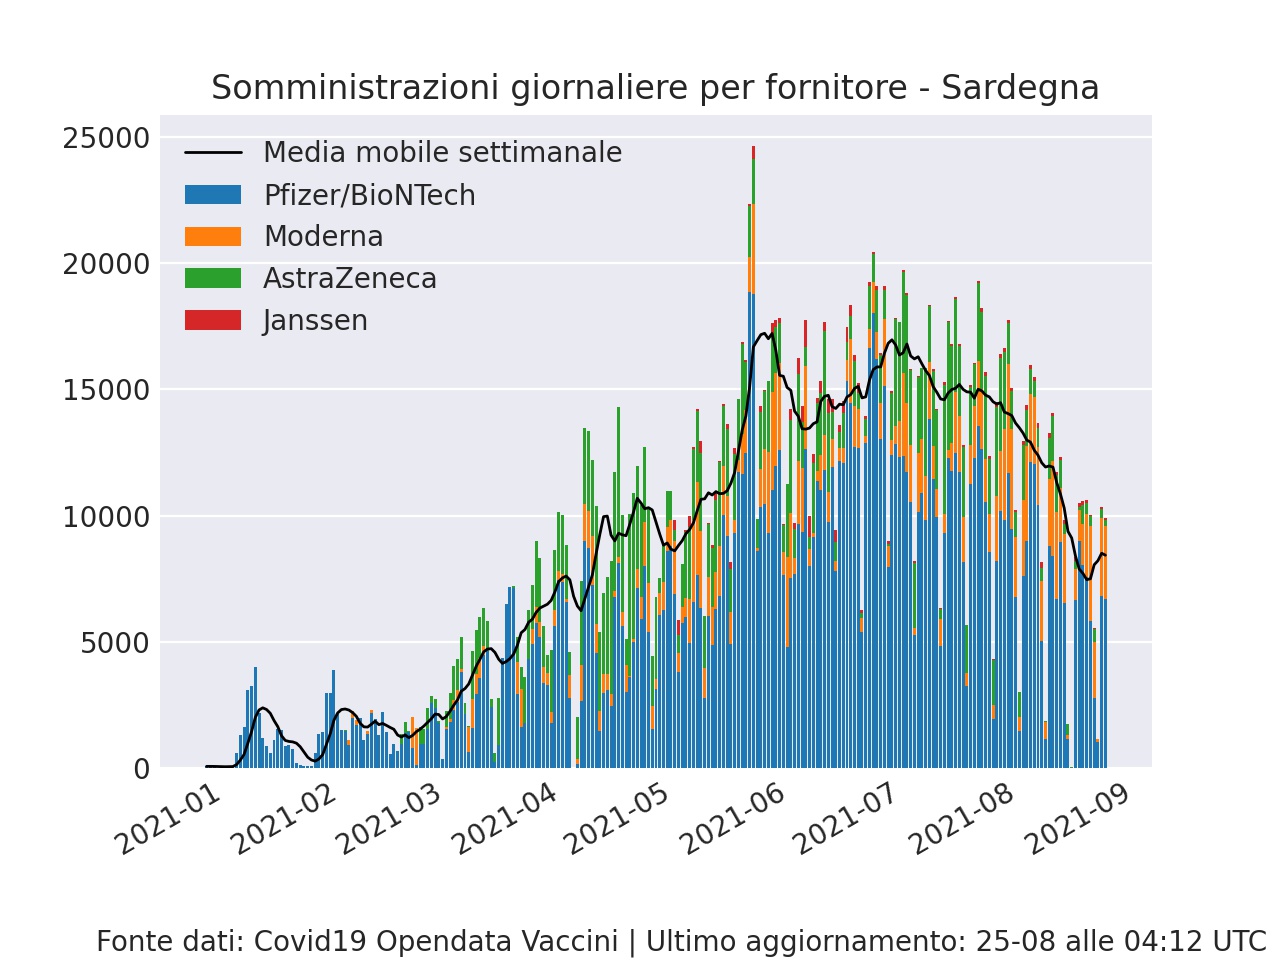 Somministrazioni giornaliere per fornitore - Sardegna
25000
20000
15000
10000
5000
0
Media mobile settimanale
Pfizer/BioNTech
Moderna
AstraZeneca
Janssen
2021-01
2021-02
2021-03
2021-04
2021-05
2021-06
2021-07
2021-08
2021-09
Fonte dati: Covid19 Opendata Vaccini | Ultimo aggiornamento: 25-08 alle 04:12 UTC